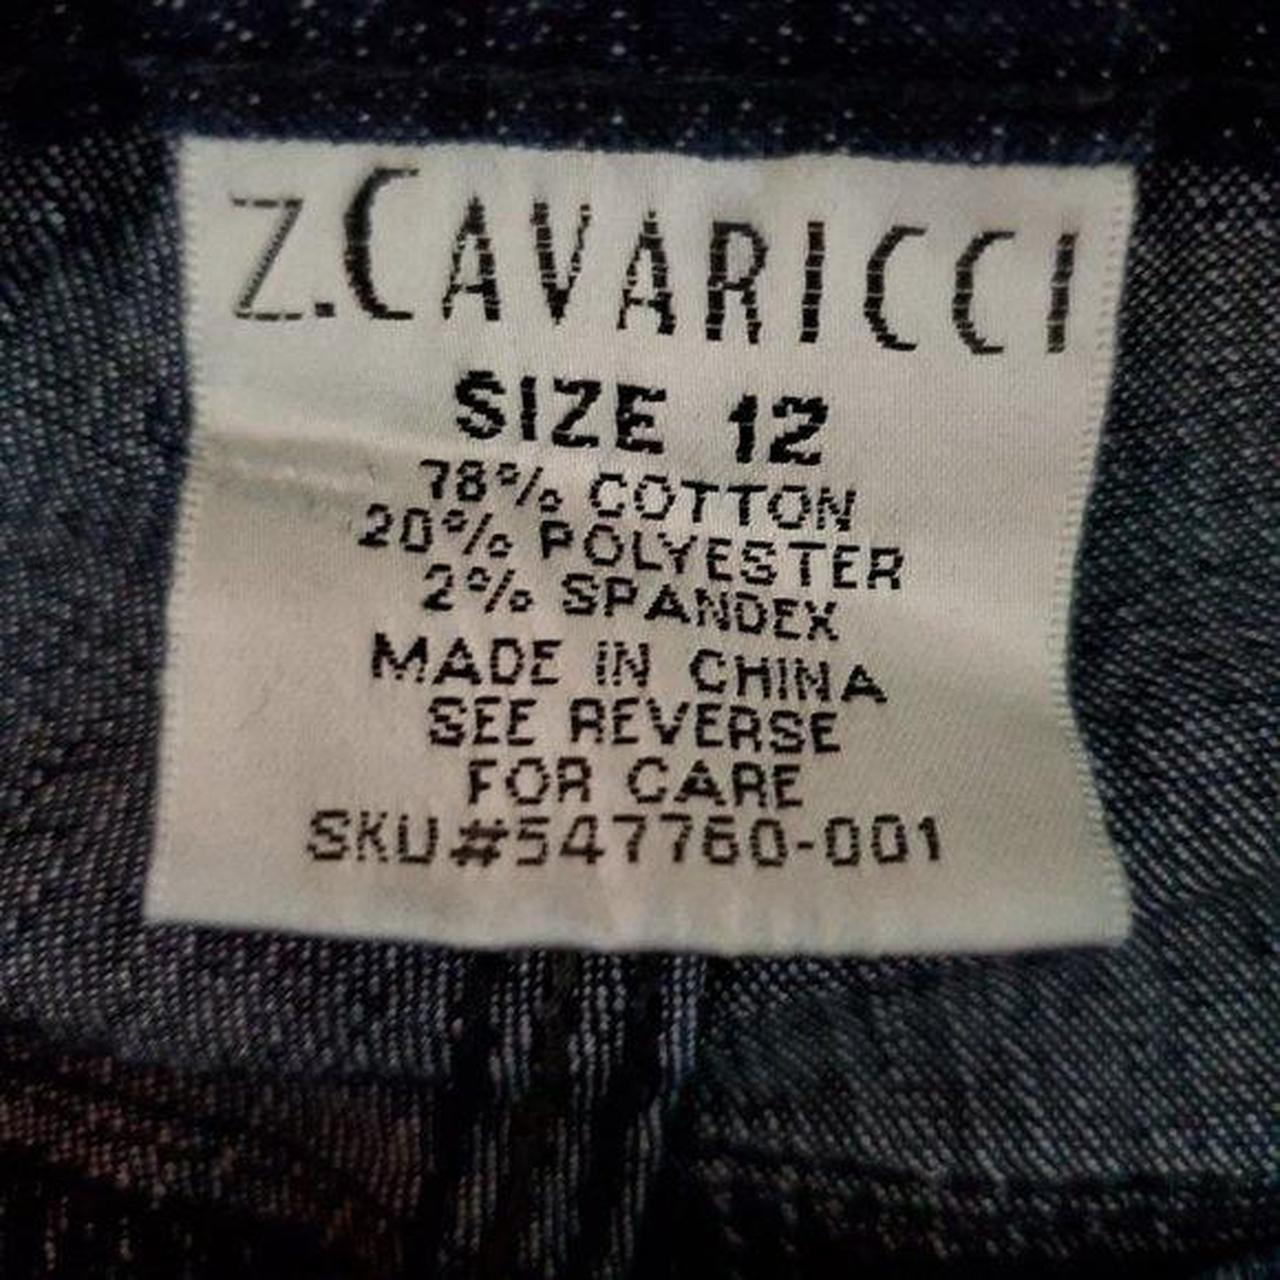 Z.CAVARICCI
SIZE 12
78% COTTON
20% POLYESTER
2% SPANDEX
MADE IN CHINA
SEE REVERSE
FOR CARE
SKU#547760-001